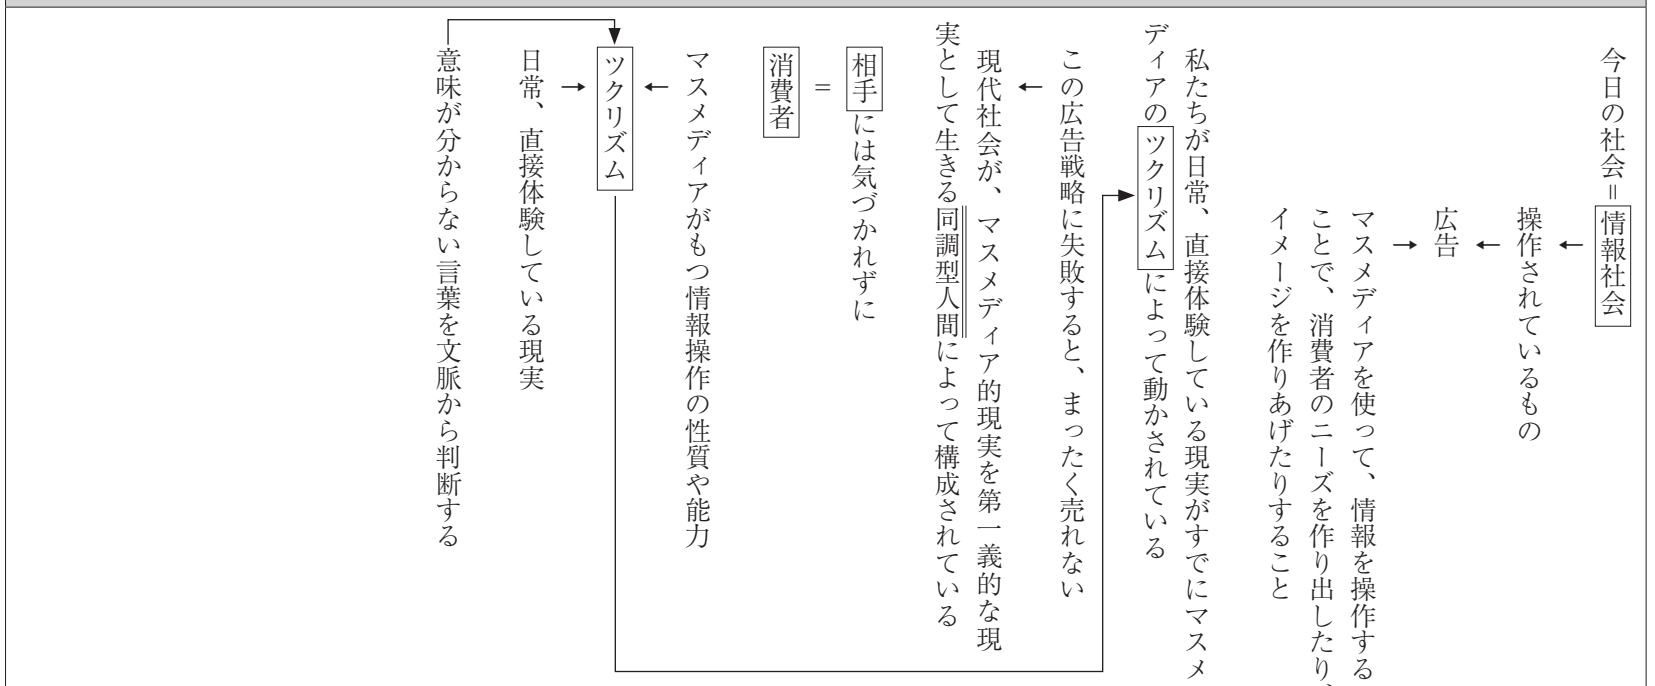 今日の社会＝情報社会
↓
操作されているもの
↓
広告
↑
マスメディアを使って、情報を操作する
ことで、消費者のニーズを作り出したり、
イメージを作りあげたりすること
私たちが日常、直接体験している現実がすでにマスメ
ディアのツクリズムによって動かされている
この広告戦略に失敗すると、まったく売れない
↓
現代社会が、マスメディア的現実を第一義的な現
実として生きる同調型人間によって構成されている
相手には気づかれずに
＝
消費者
マスメディアがもつ情報操作の性質や能力
↓
ツクリズム
↑
日常、直接体験している現実
意味が分からない言葉を文脈から判断する